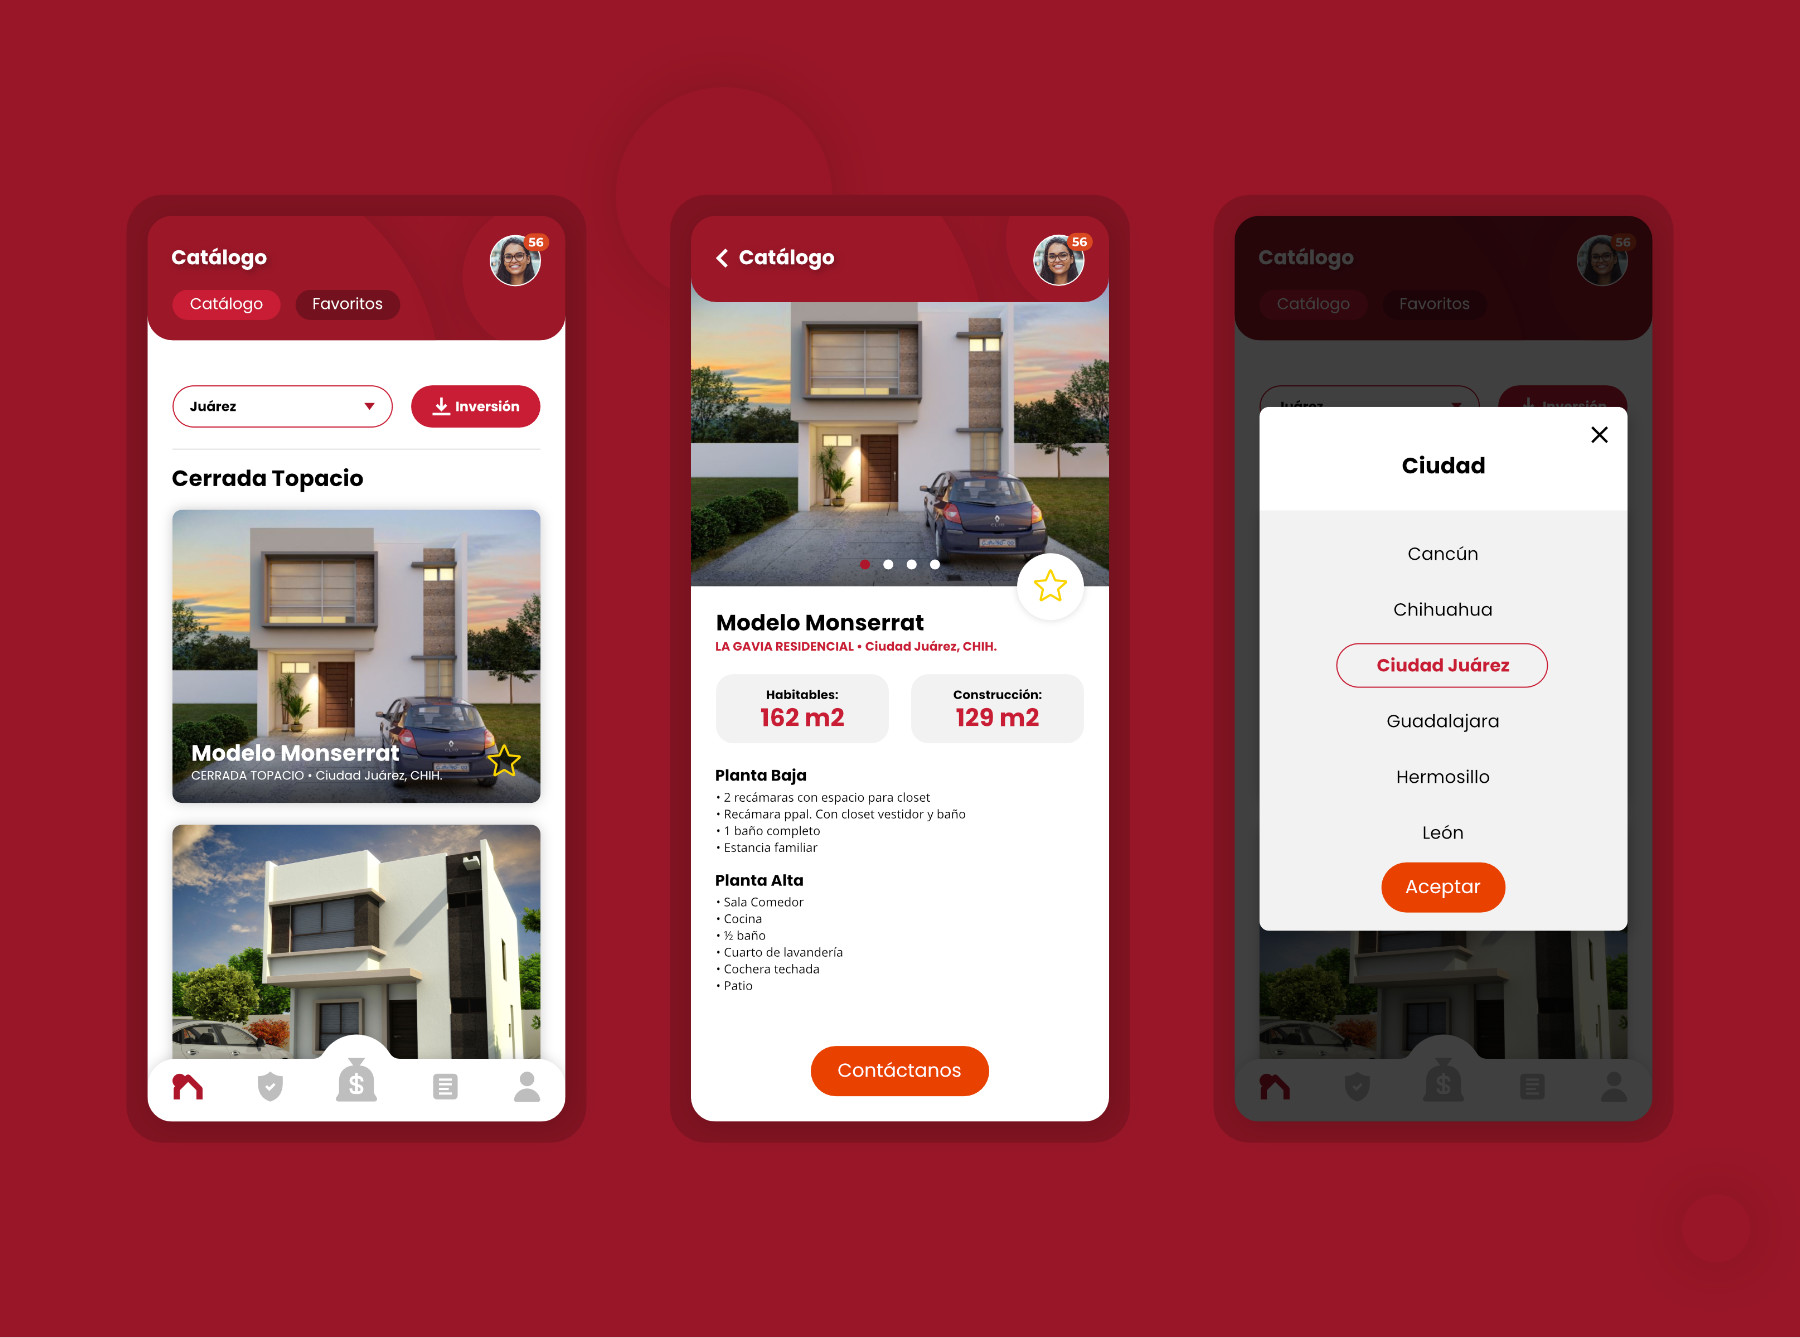 Catálogo
56
Catálogo
Favoritos
Juárez
Inversión
Cerrada Topacio
Modelo Monserrat
CERRADA TOPACIO • Ciudad Juárez, CHIH.
$
Catálogo
56
Modelo Monserrat
LA GAVIA RESIDENCIAL • Ciudad Juárez, CHIH.
Habitables:
162 m2
Construcción:
129 m2
Planta Baja
• 2 recámaras con espacio para closet
• Recámara ppal. Con closet vestidor y baño
• 1 baño completo
• Estancia familiar
Planta Alta
• Sala Comedor
• Cocina
• ½ baño
• Cuarto de lavandería
• Cochera techada
• Patio
Contáctanos
Catálogo
56
Catálogo
Favoritos
Juárez
Inversión
Ciudad
Cancún
Chihuahua
Ciudad Juárez
Guadalajara
Hermosillo
León
Aceptar
$